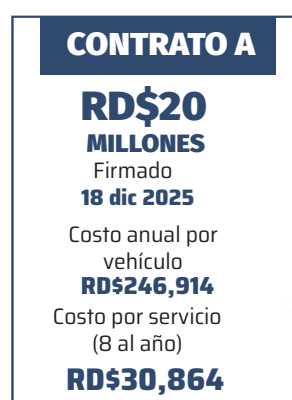 CONTRATO A
RD$20
MILLONES
Firmado
18 dic 2025
Costo anual por
vehículo
RD$246,914
Costo por servicio
(8 al año)
RD$30,864